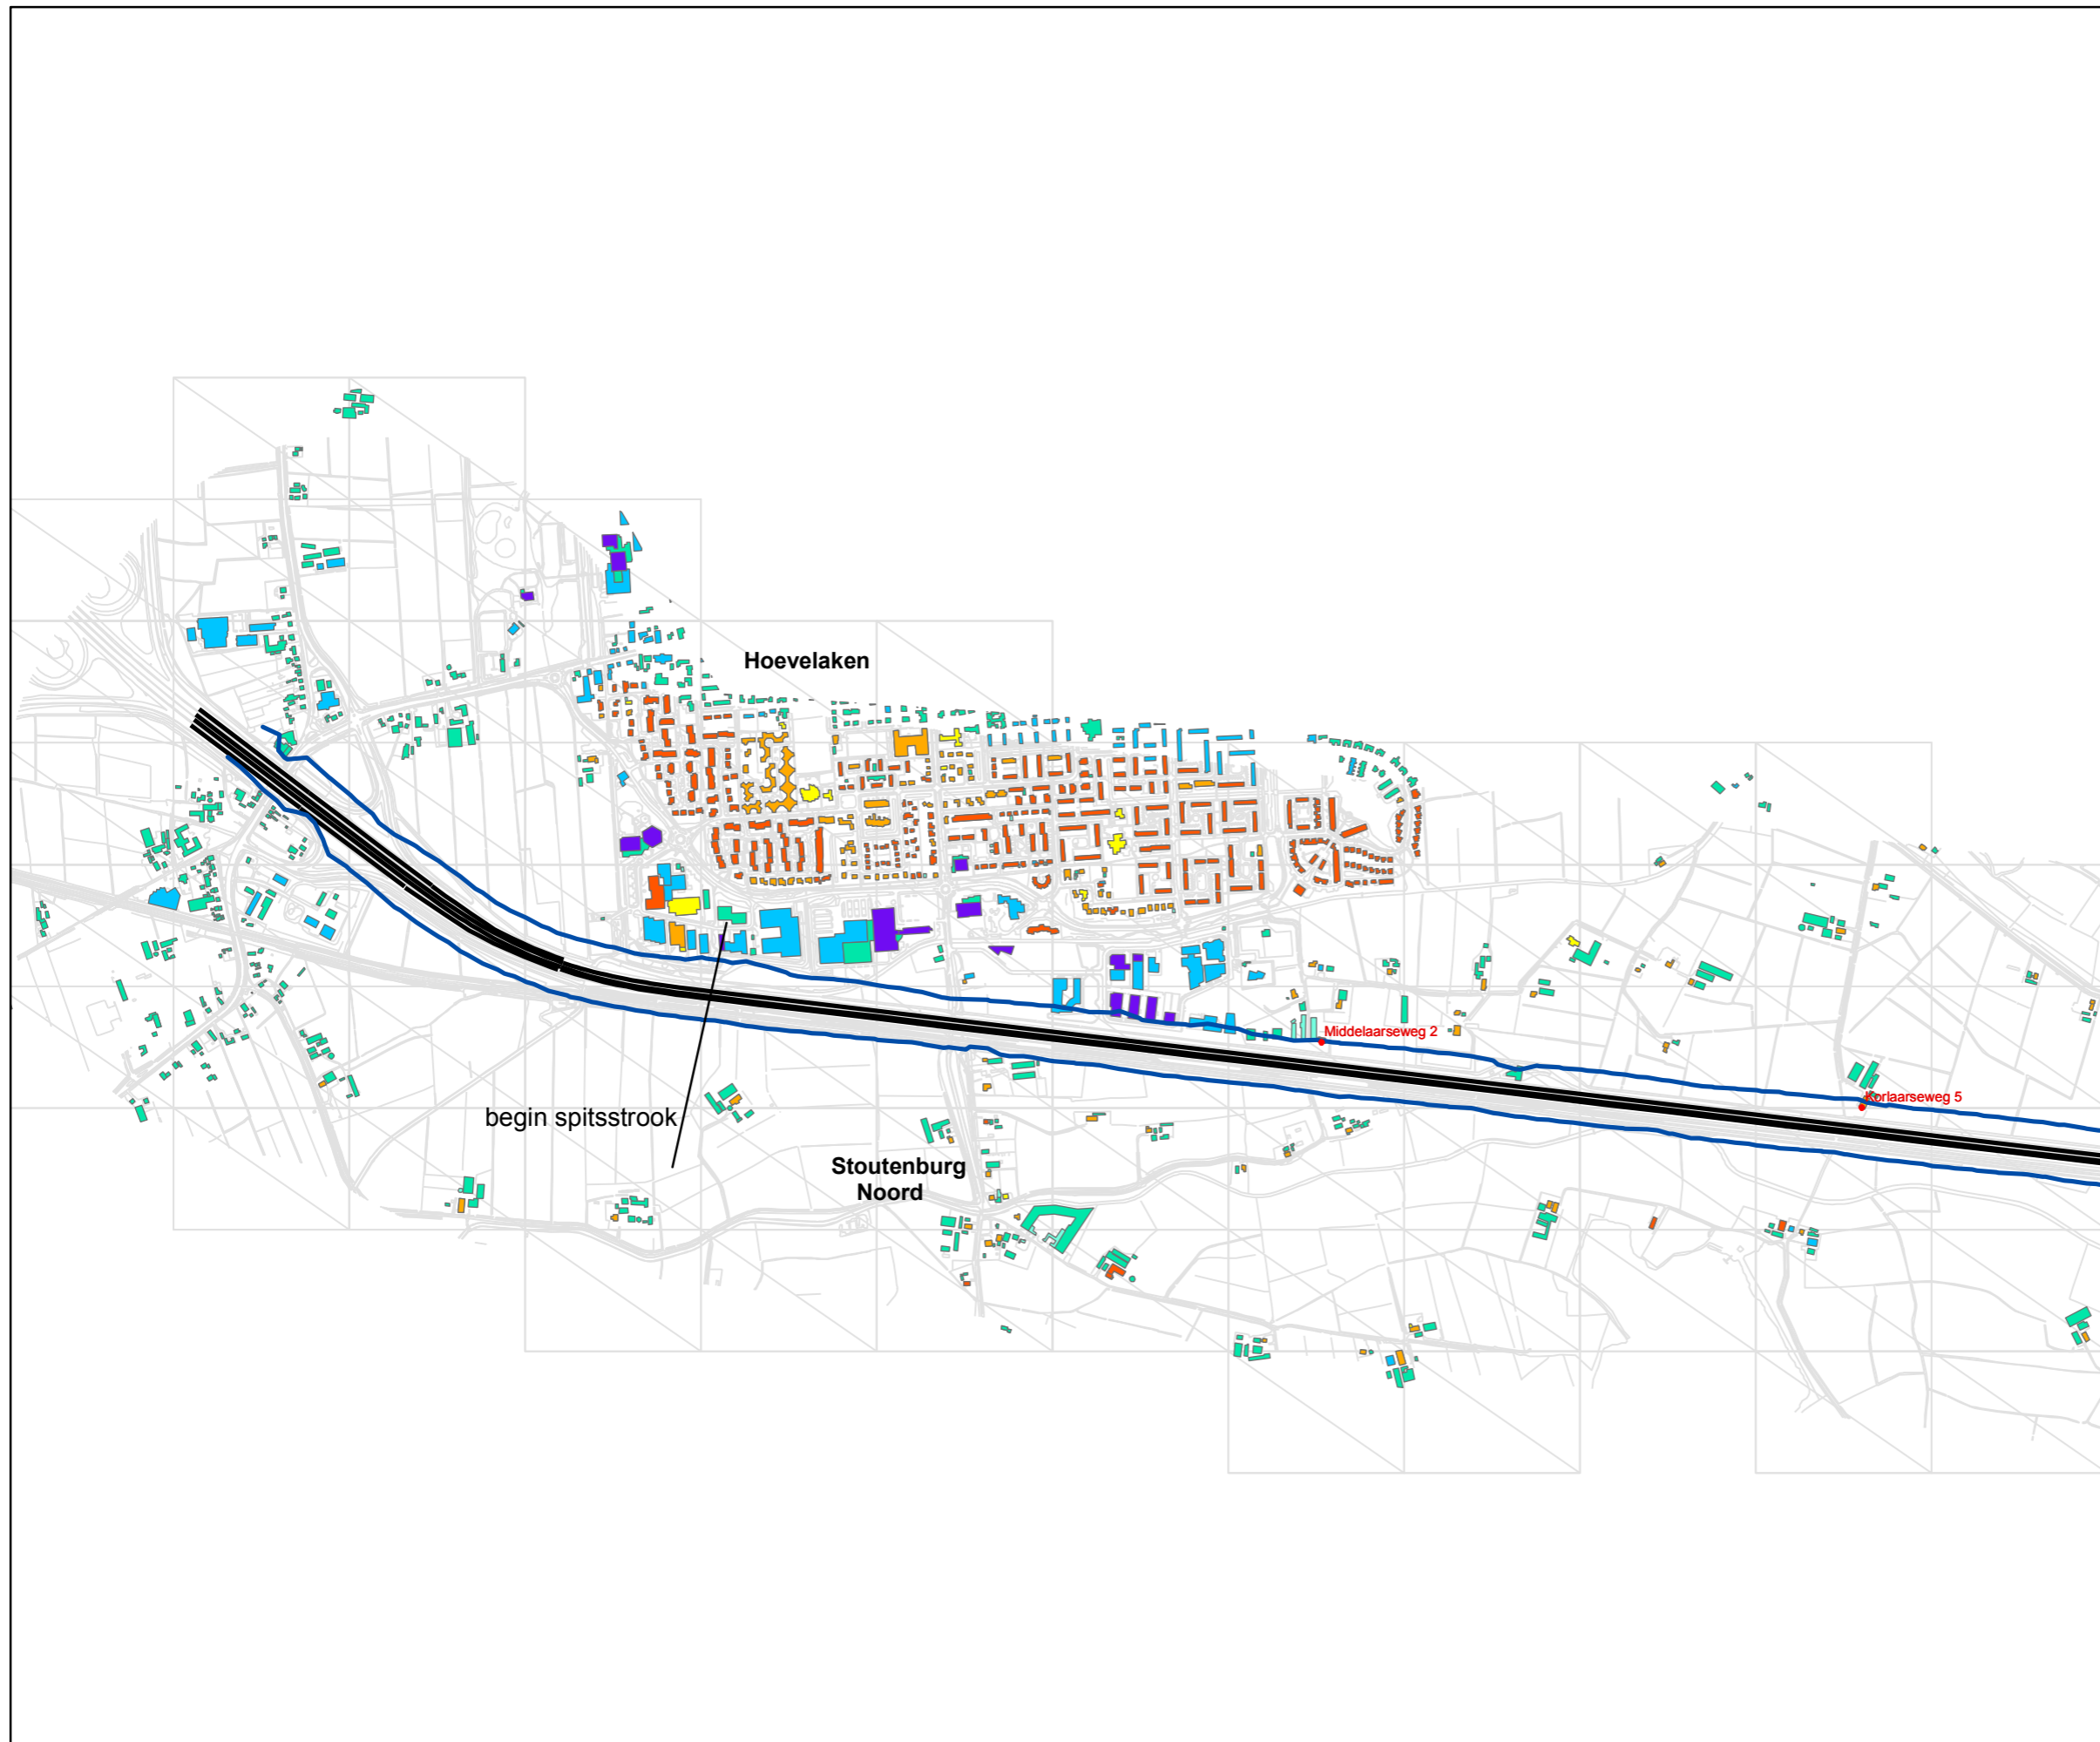 Hoevelaken
Middelaarseweg 2
Korlaarseweg 5
begin spitsstrook
Stoutenburg
Noord